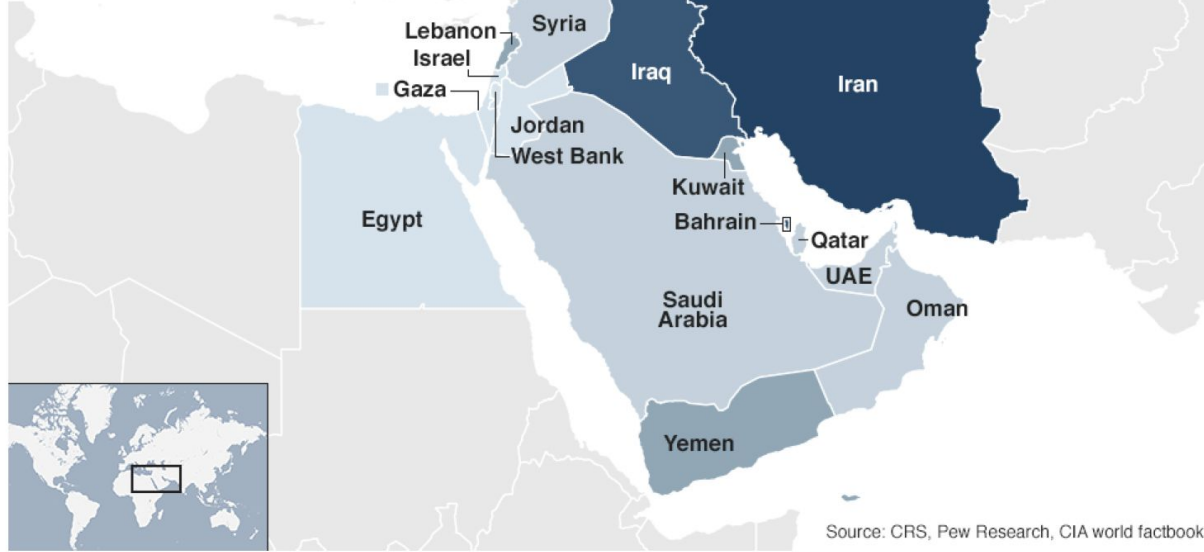 Syria
Lebanon
Israel
Gaza
Iraq
Iran
Jordan
West Bank
Kuwait
Egypt
Bahrain
Qatar
UAE
Saudi
Arabia
Oman
Yemen
Source: CRS, Pew Research, CIA world factbook